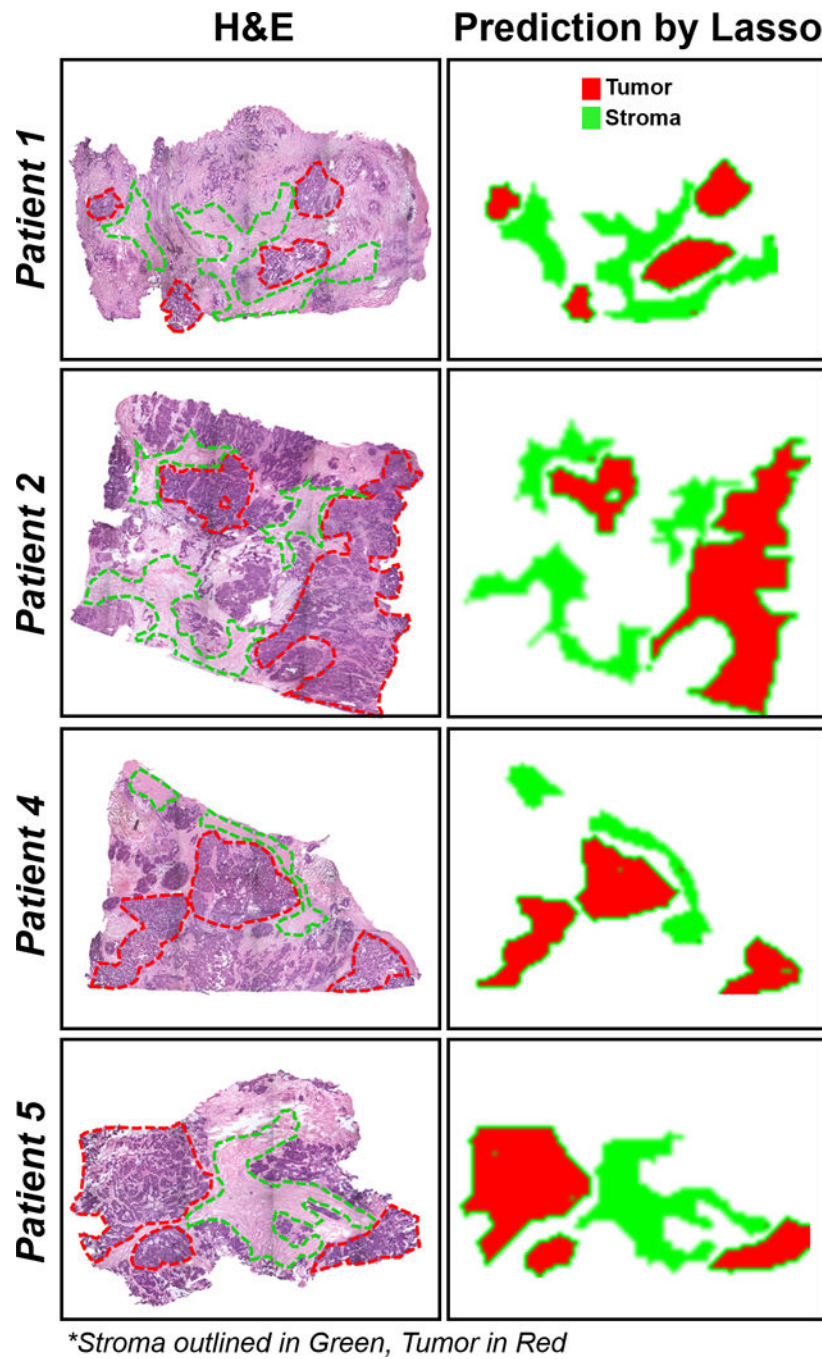 H&E
Prediction by Lasso
Patient 1
Tumor
Stroma
Patient 2
Patient 4
Patient 5
*Stroma outlined in Green, Tumor in Red